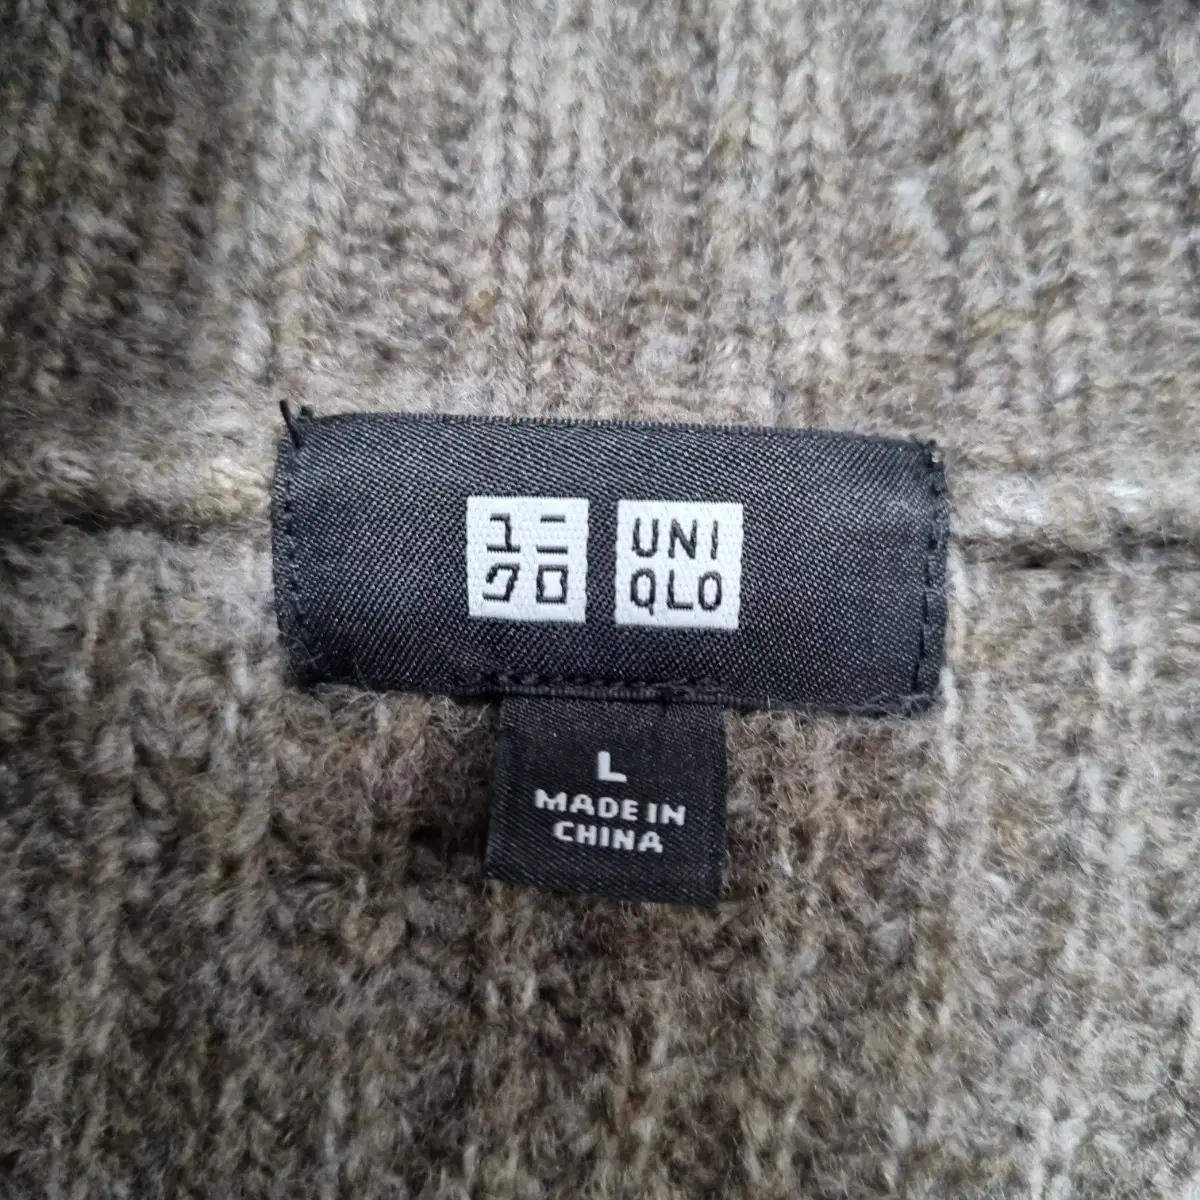 ユニ
クロ
UNI
QLO
L
MADE IN
CHINA